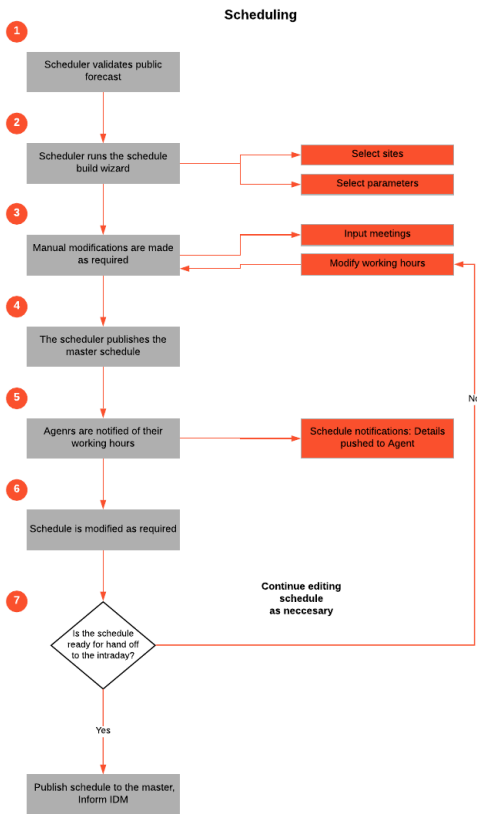 Scheduling
1
Scheduler validates public
forecast
2
Scheduler runs the schedule
build wizard
Select sites
Select parameters
3
Manual modifications are made
as required
Input meetings
Modify working hours
4
The scheduler publishes the
master schedule
No
5
Agenrs are notified of their
working hours
Schedule notifications: Details
pushed to Agent
6
Schedule is modified as required
7
Continue editing
schedule
as neccesary
Is the schedule
ready for hand off
to the intraday?
Yes
Publish schedule to the master,
Inform IDM